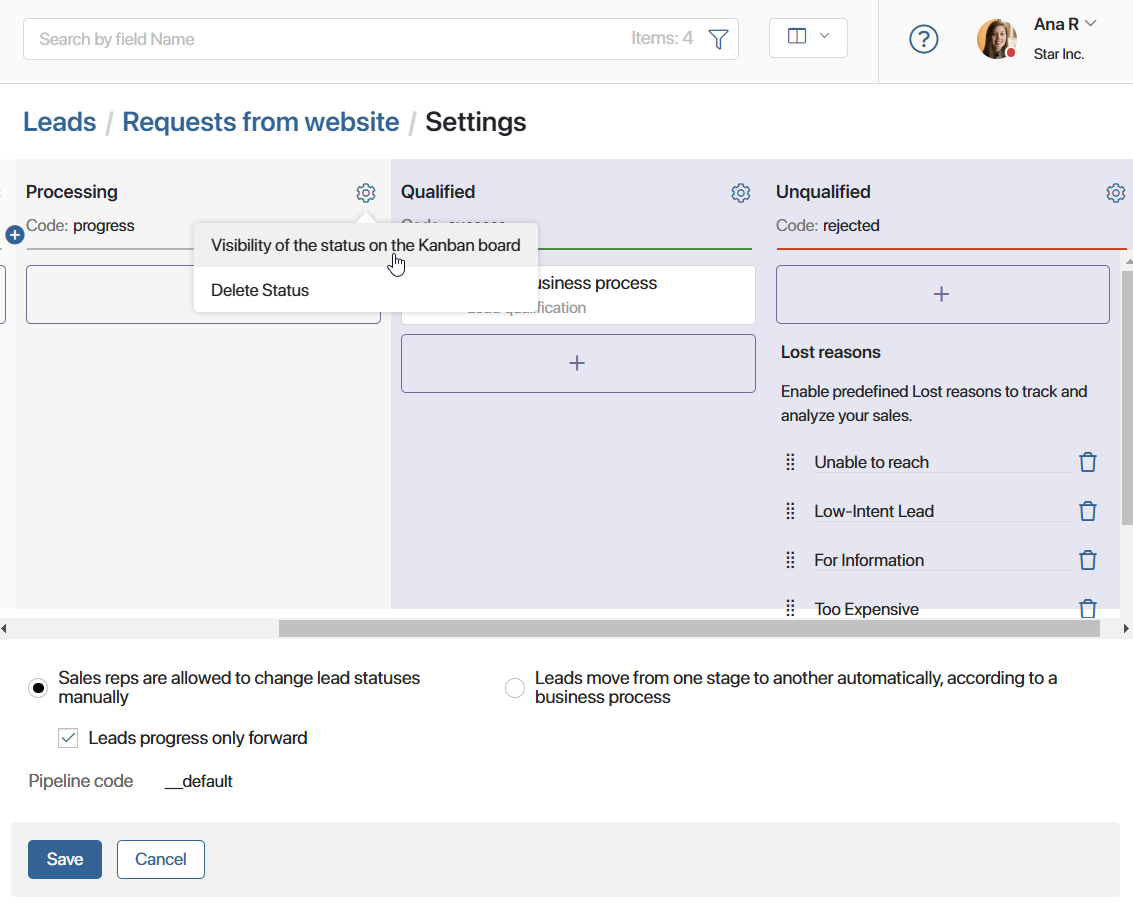 Search by field Name
Items: 4
Ana R
Star Inc.
Leads / Requests from website / Settings
Processing
Code: progress
Qualified
Unqualified
Code: rejected
Visibility of the status on the Kanban board
Delete Status
usiness process
Lost reasons
Enable predefined Lost reasons to track and
analyze your sales.
Unable to reach
Low-Intent Lead
For Information
Too Expensive
Sales reps are allowed to change lead statuses
manually
Leads progress only forward
Leads move from one stage to another automatically, according to a
business process
Pipeline code
__default
Save
Cancel